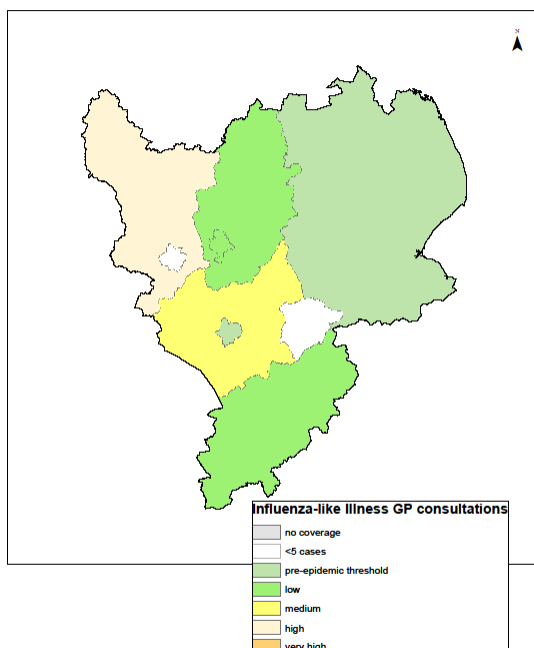 N
Influenza-like Illness GP consultations
no coverage
<5 cases
pre-epidemic threshold
low
medium
high
very high